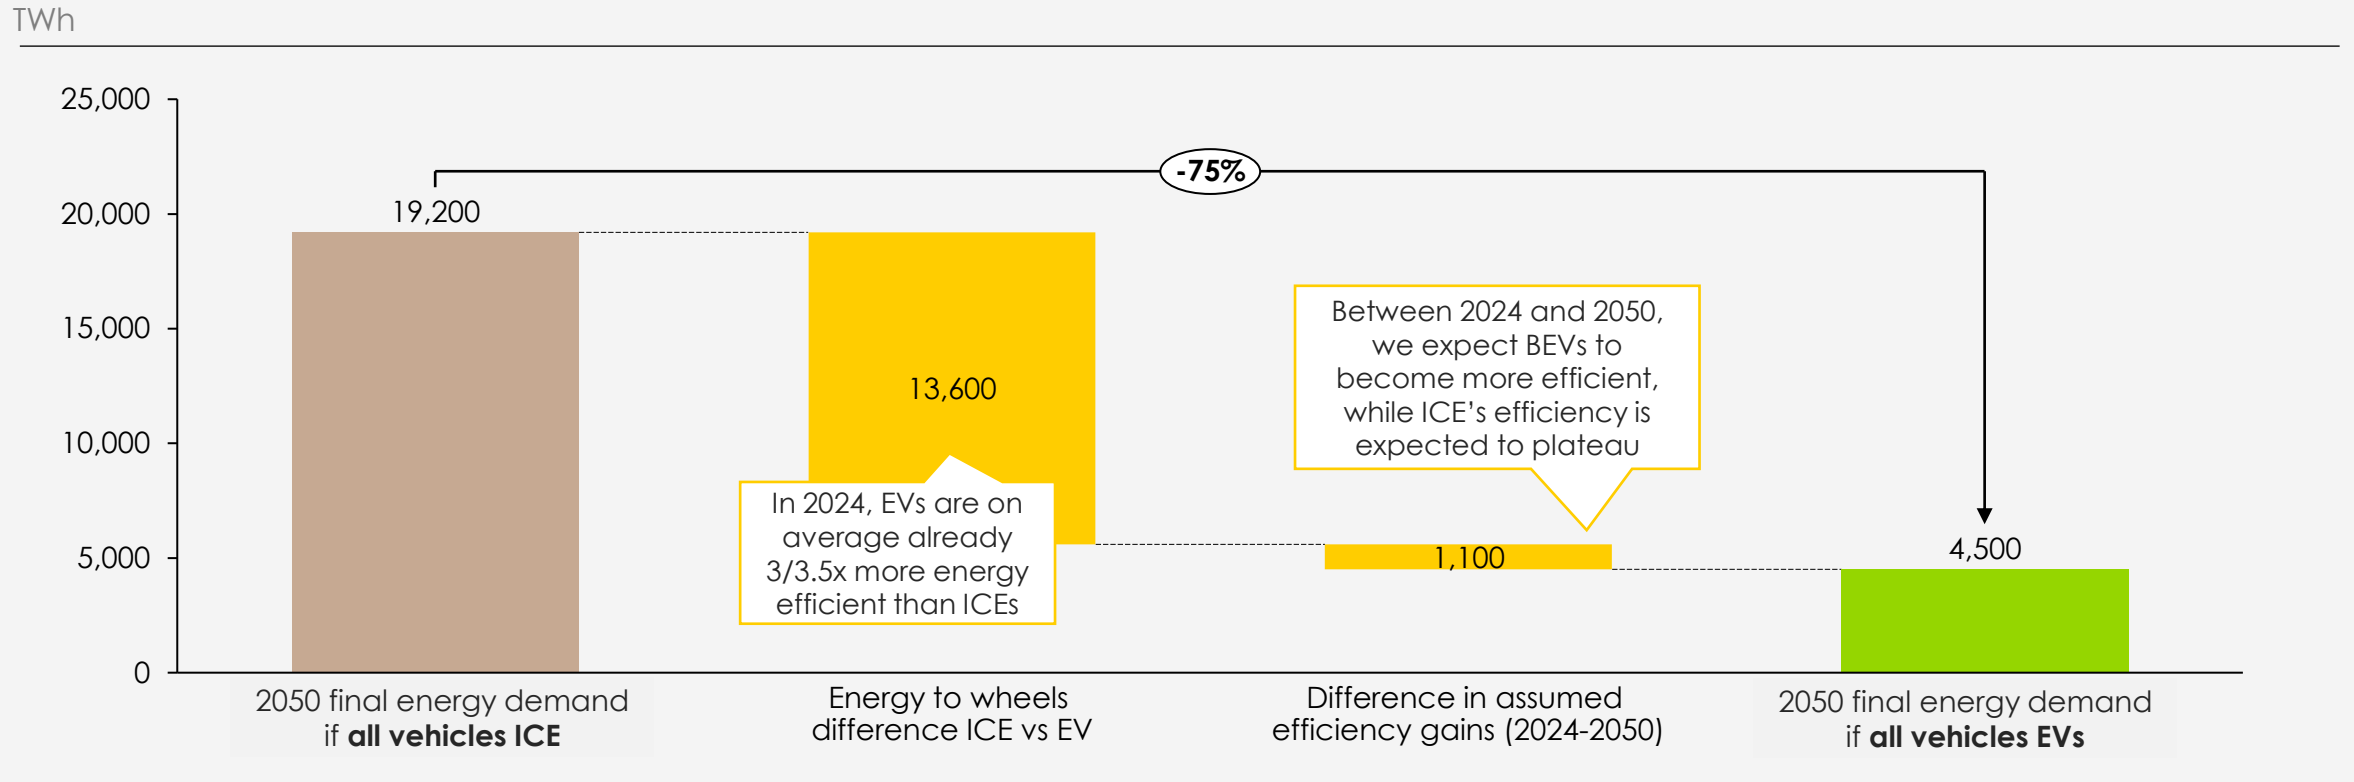 TWh
25,000
20,000
15,000
10,000
5,000
0
-75%
19,200
13,600
In 2024, EVs are on
average already
3/3.5x more energy
efficient than ICEs
Between 2024 and 2050,
we expect BEVs to
become more efficient,
while ICE’s efficiency is
expected to plateau
1,100
4,500
2050 final energy demand
if all vehicles ICE
Energy to wheels
difference ICE vs EV
Difference in assumed
efficiency gains (2024-2050)
2050 final energy demand
if all vehicles EVs